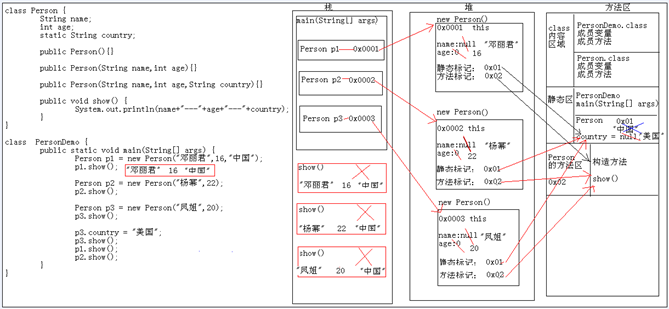 class Person {
String name;
int age;
static String country;
public Person(){}
public Person(String name,int age){}
public Person(String name,int age,String country){}
public void show() {
System.out.println(name+"---"+age+"---"+country);
}
}
class PersonDemo {
public static void main(String[] args) {
Person p1 = new Person("邓丽君",16,"中国");
p1.show();
"邓丽君" 16 "中国"
Person p2 = new Person("杨幂",22);
p2.show();
Person p3 = new Person("凤姐",20);
p3.show();
p3.country = "美国";
p3.show();
p1.show();
p2.show();
}
}
栈
main(String[] args)
Person p1 0x0001
Person p2 0x0002
Person p3 0x0003
show()
"邓丽君" 16 "中国"
show()
"杨幂" 22 "中国"
show()
"凤姐" 20 "中国"
堆
new Person()
0x0001 this
name:null "邓丽君"
age:0 16
静态标记: 0x01
方法标记: 0x02
new Person()
0x0002 this
name:null "杨幂"
age:0 22
静态标记: 0x01
方法标记: 0x02
new Person()
0x0003 this
name:null "凤姐"
age:0 20
静态标记: 0x01
方法标记: 0x02
方法区
class
内容
区域
PersonDemo.class
成员变量
成员方法
Person.class
成员变量
成员方法
静态区
PersonDemo
main(String[] args)
Person 0x01
"中国"
country = null "美国"
Person
的方法区
0x02
构造方法
show()